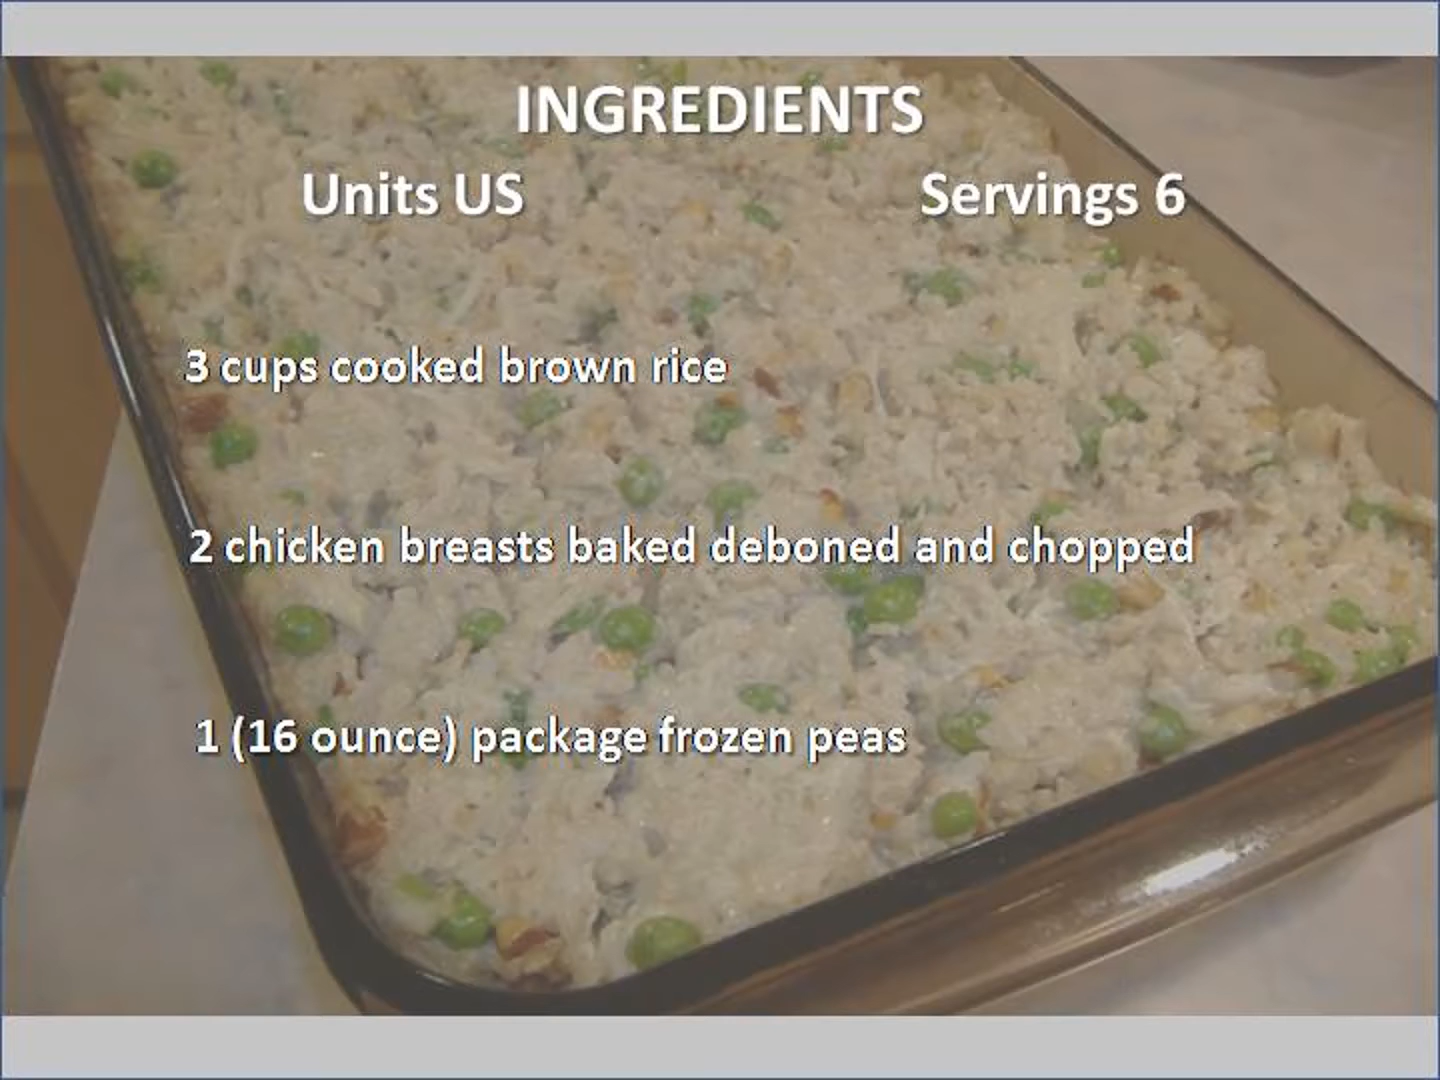 INGREDIENTS
Units US Servings 6
3 cups cooked brown rice
2 chicken breasts baked deboned and chopped
1 (16 ounce) package frozen peas